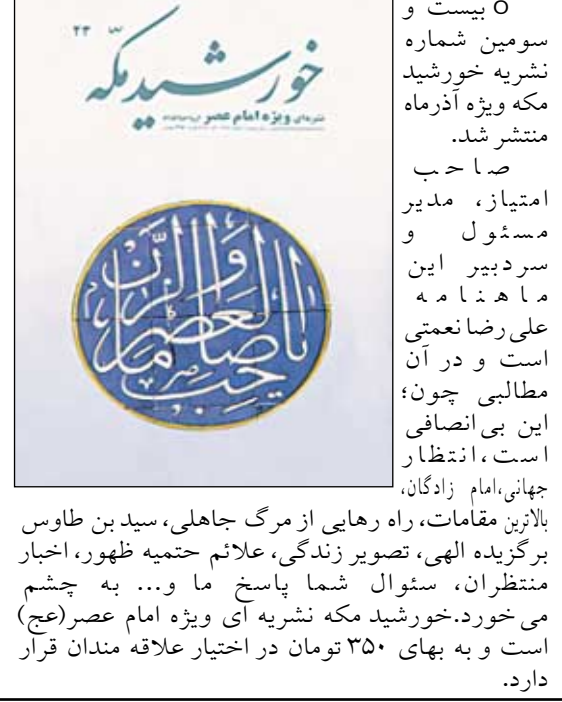 ٥ بیست و
سومین شماره
نشریه خورشید
مکه ویژه آذرماه
منتشر شد.
صاحب
امتیاز، مدیر
مسئول و
سردبیر این
ماهنامه
علی‌رضا نعمتی
است و در آن
مطالبی چون؛
این بی‌انصافی
است، انتظار
جهانی،امام زادگان،
بالاترین مقامات، راه رهایی از مرگ جاهلی، سید بن طاوس
برگزیده الهی، تصویر زندگی، علائم حتمیه ظهور، اخبار
منتظران، سئوال شما پاسخ ما و... به چشم
می‌خورد.خورشید مکه نشریه ای ویژه امام عصر(عج)
است و به بهای ۳۵۰ تومان در اختیار علاقه مندان قرار
دارد.
۲۳
خورشید مکّه
نشریه‌ای ویژه امام عصر
یا صاحب العصر والزمان